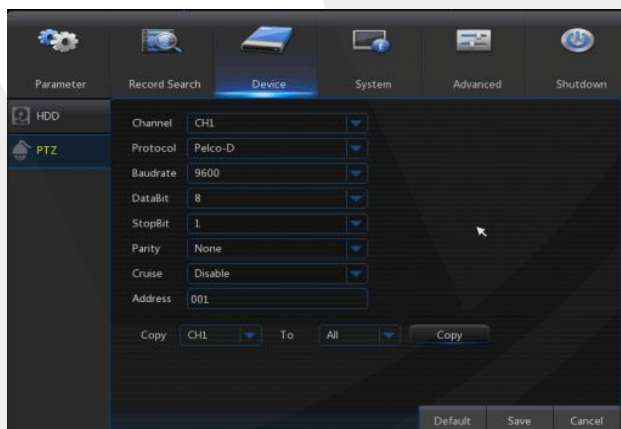 Parameter Record Search Device System Advanced Shutdown
HDD
PTZ
Channel CH1
Protocol Pelco-D
Baudrate 9600
DataBit 8
StopBit 1
Parity None
Cruise Disable
Address 001
Copy CH1 To All Copy
Default Save Cancel